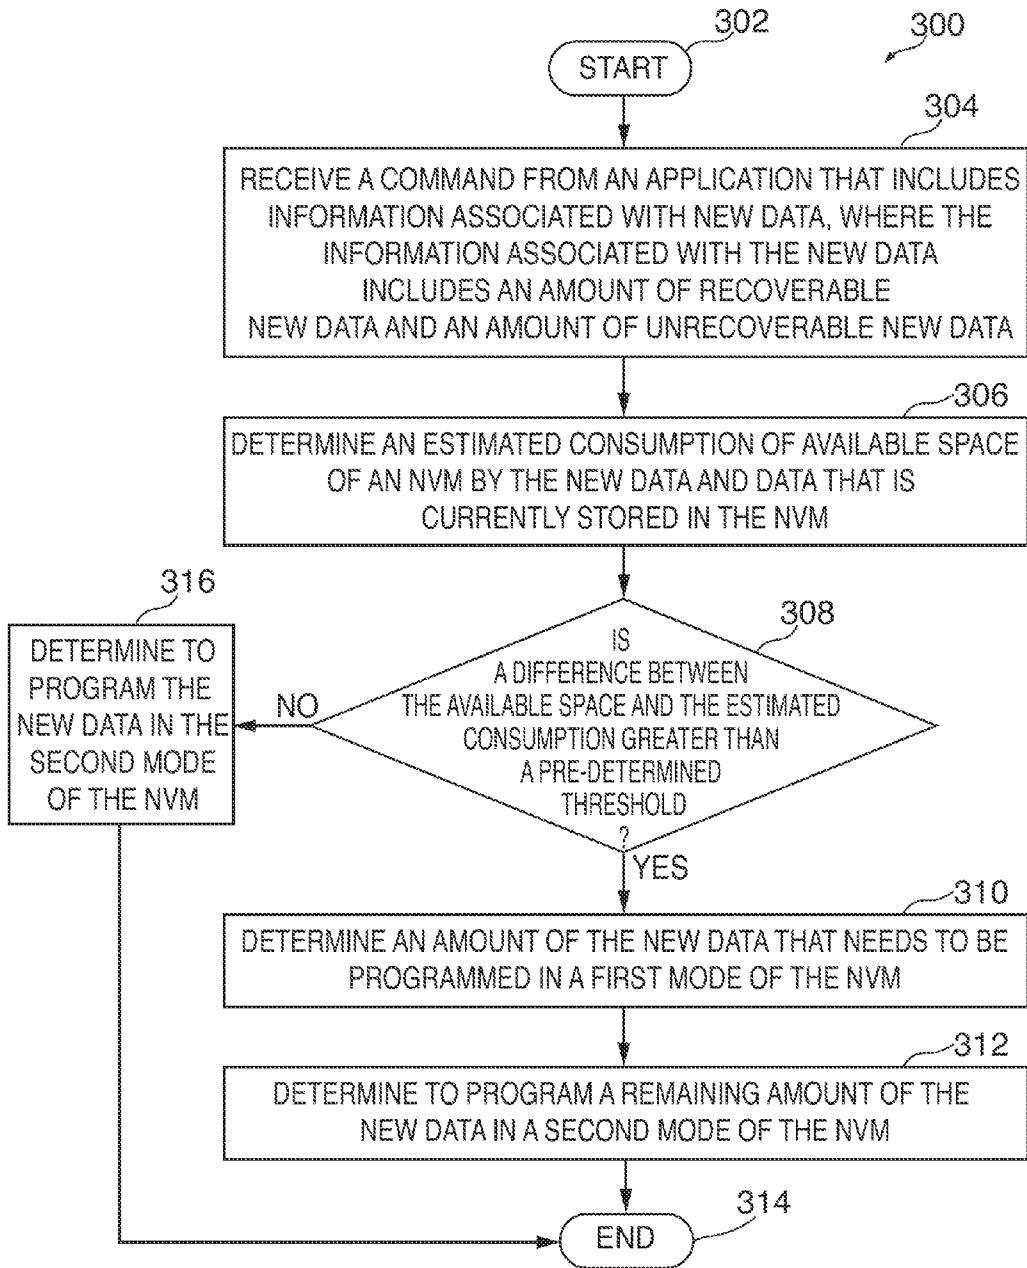 302
300
START
304
RECEIVE A COMMAND FROM AN APPLICATION THAT INCLUDES
INFORMATION ASSOCIATED WITH NEW DATA, WHERE THE
INFORMATION ASSOCIATED WITH THE NEW DATA
INCLUDES AN AMOUNT OF RECOVERABLE
NEW DATA AND AN AMOUNT OF UNRECOVERABLE NEW DATA
306
DETERMINE AN ESTIMATED CONSUMPTION OF AVAILABLE SPACE
OF AN NVM BY THE NEW DATA AND DATA THAT IS
CURRENTLY STORED IN THE NVM
308
IS
A DIFFERENCE BETWEEN
THE AVAILABLE SPACE AND THE ESTIMATED
CONSUMPTION GREATER THAN
A PRE-DETERMINED
THRESHOLD
?
NO
316
DETERMINE TO
PROGRAM THE
NEW DATA IN THE
SECOND MODE
OF THE NVM
YES
310
DETERMINE AN AMOUNT OF THE NEW DATA THAT NEEDS TO BE
PROGRAMMED IN A FIRST MODE OF THE NVM
312
DETERMINE TO PROGRAM A REMAINING AMOUNT OF THE
NEW DATA IN A SECOND MODE OF THE NVM
314
END